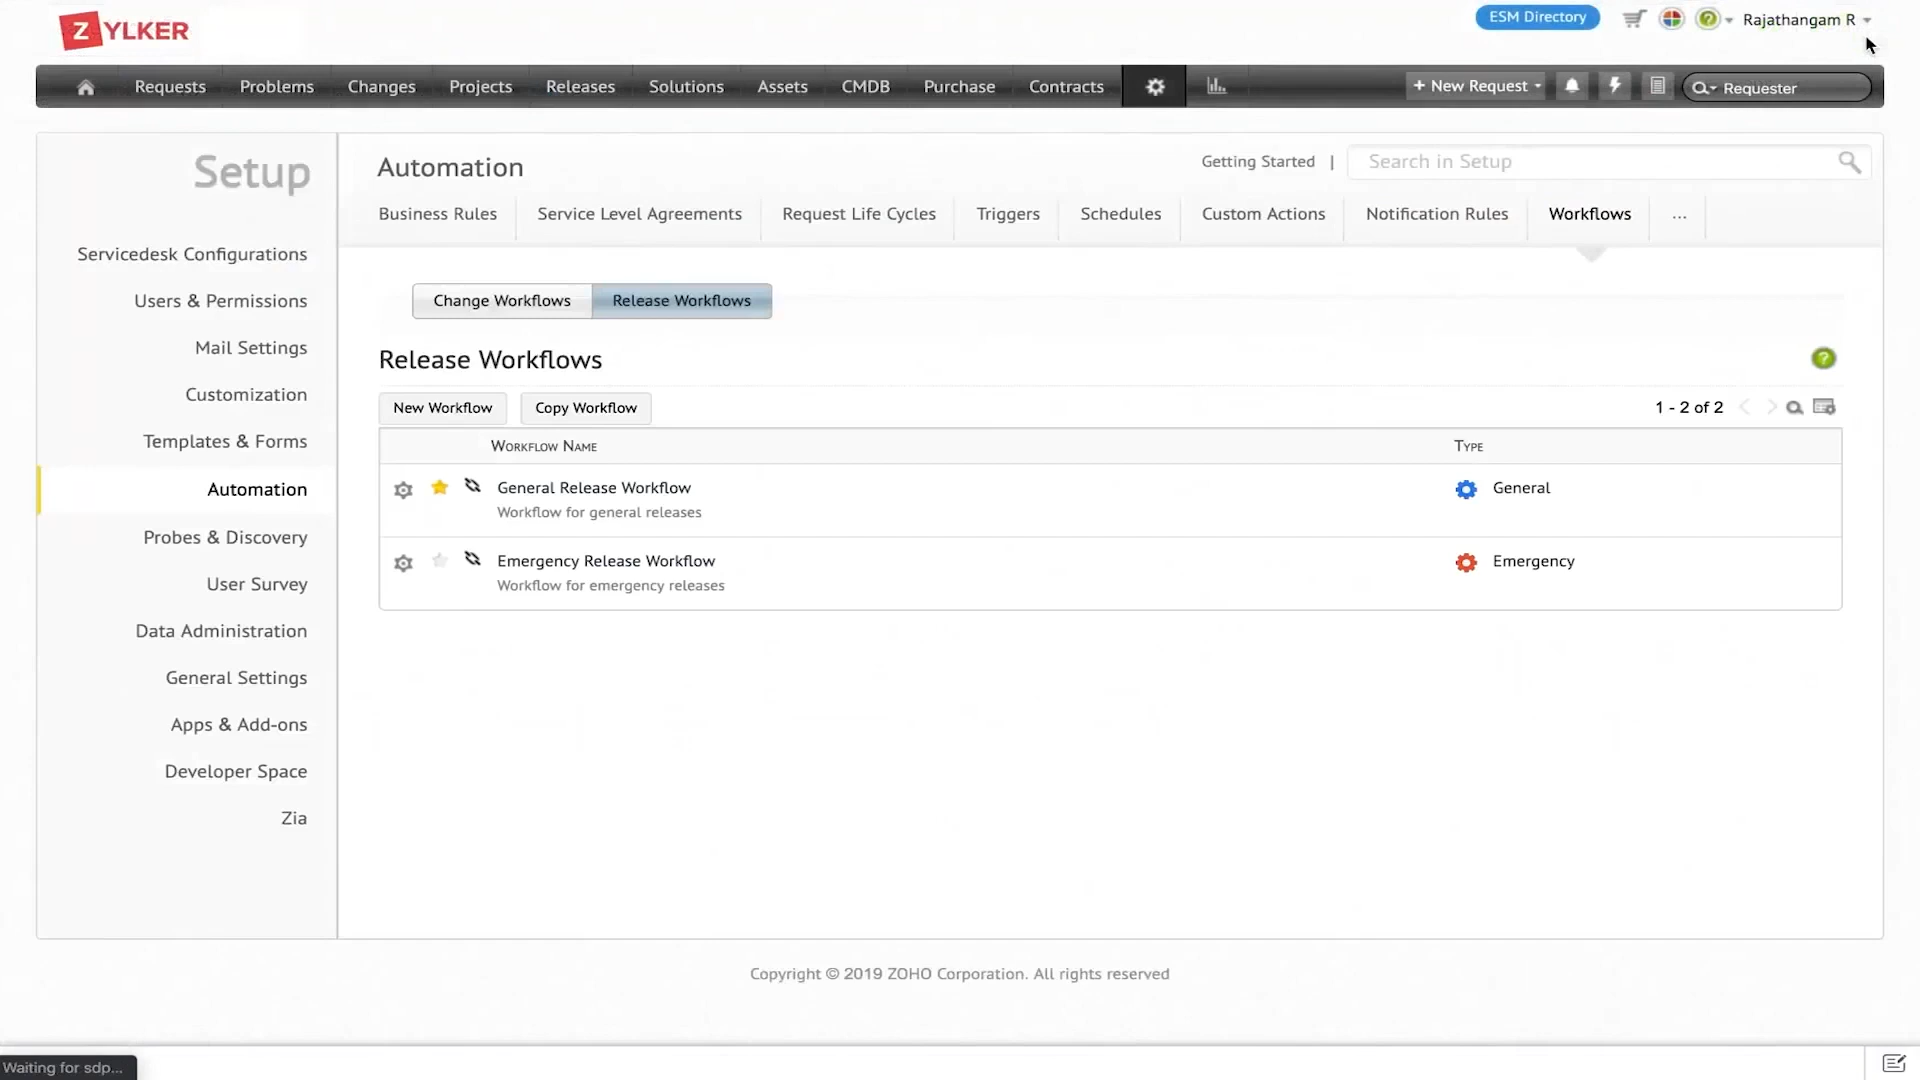 ZYLKER
ESM Directory
Rajathangam R
Requests Problems Changes Projects Releases Solutions Assets CMDB Purchase Contracts
+ New Request
Requester
Setup
Servicedesk Configurations
Users & Permissions
Mail Settings
Customization
Templates & Forms
Automation
Probes & Discovery
User Survey
Data Administration
General Settings
Apps & Add-ons
Developer Space
Zia
Automation
Getting Started |
Search in Setup
Business Rules Service Level Agreements Request Life Cycles Triggers Schedules Custom Actions Notification Rules Workflows ...
Change Workflows Release Workflows
Release Workflows
?
New Workflow Copy Workflow
1 - 2 of 2
Workflow Name Type
General Release Workflow General
Workflow for general releases
Emergency Release Workflow Emergency
Workflow for emergency releases
Copyright © 2019 ZOHO Corporation. All rights reserved
Waiting for sdp...